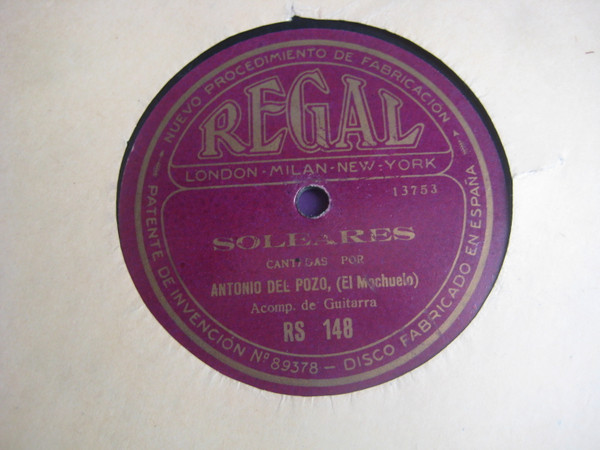 NUEVO PROCEDIMIENTO DE FABRICACION
REGAL
LONDON - MILAN - NEW - YORK
13753
SOLEARES
CANTADAS POR
ANTONIO DEL POZO, (El Mochuelo)
Acomp. de Guitarra
RS 148
PATENTE DE INVENCIÓN Nº 89378 — DISCO FABRICADO EN ESPAÑA